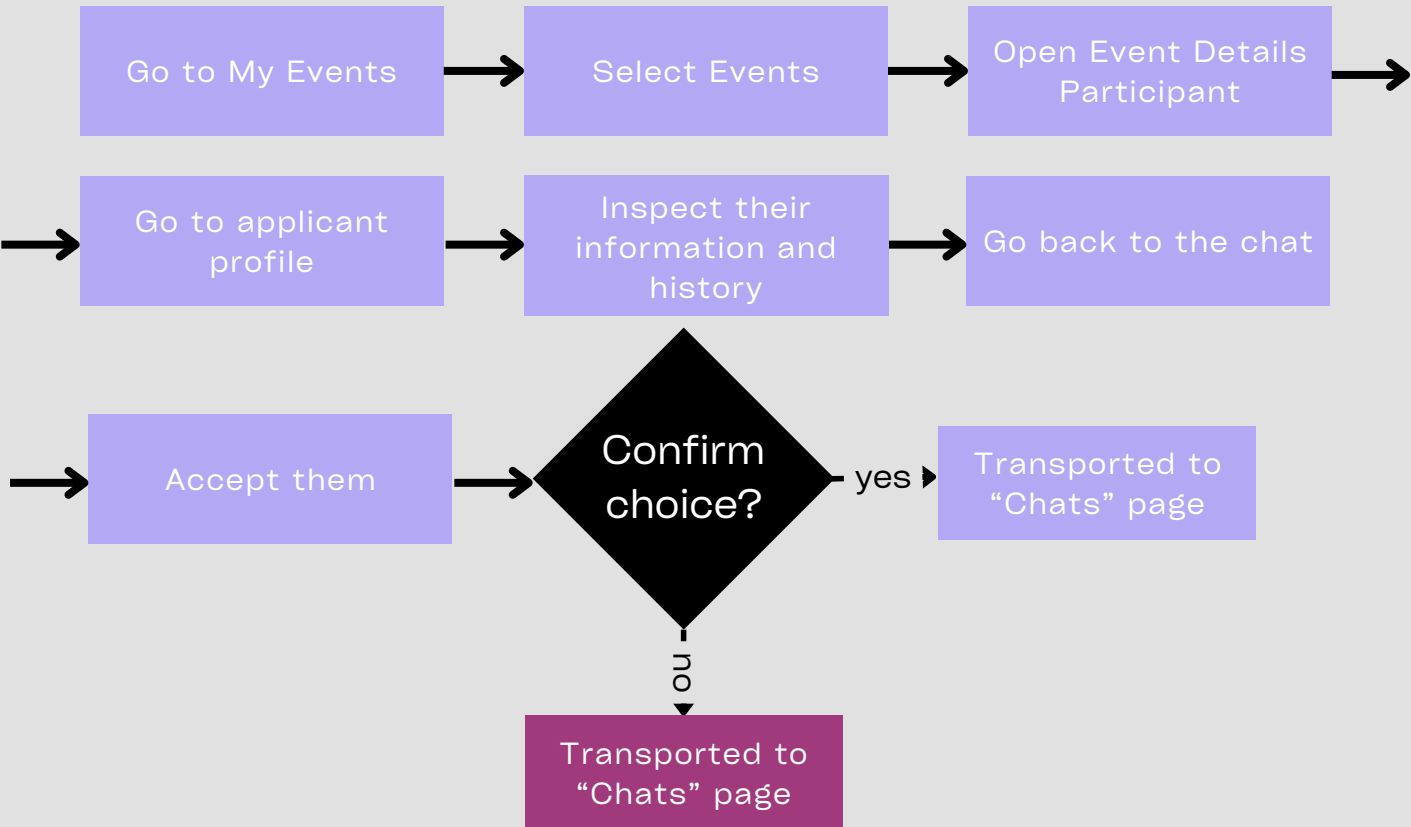 Go to My Events
Select Events
Open Event Details
Participant
Go to applicant
profile
Inspect their
information and
history
Go back to the chat
Accept them
Confirm
choice?
yes
Transported to
“Chats” page
no
Transported to
“Chats” page